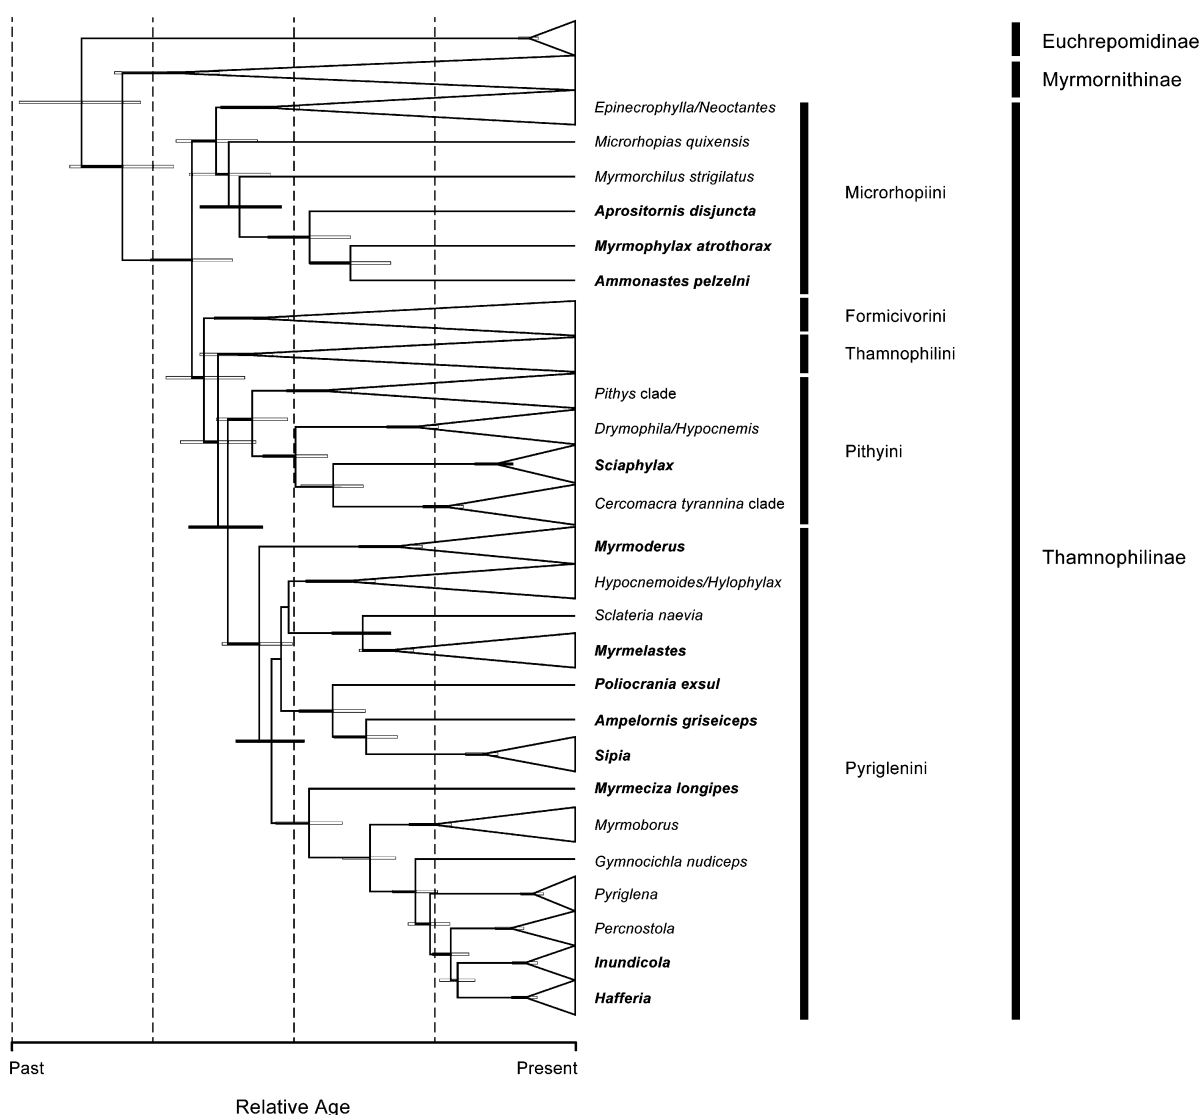 Euchrepomidinae
Myrmornithinae
Epinecrophylla/Neoctantes
Microrhopias quixensis
Myrmorchilus strigilatus
Microrhopiini
Aprositornis disjuncta
Myrmophylax atrothorax
Ammonastes pelzelni
Formicivorini
Thamnophilini
Pithys clade
Drymophila/Hypocnemis
Pithyini
Sciaphylax
Cercomacra tyrannina clade
Myrmoderus
Thamnophilinae
Hypocnemoides/Hylophylax
Sclateria naevia
Myrmelastes
Poliocrania exsul
Ampelornis griseiceps
Sipia
Pyriglenini
Myrmeciza longipes
Myrmoborus
Gymnocichla nudiceps
Pyriglena
Percnostola
Inundicola
Hafferia
Past Present
Relative Age